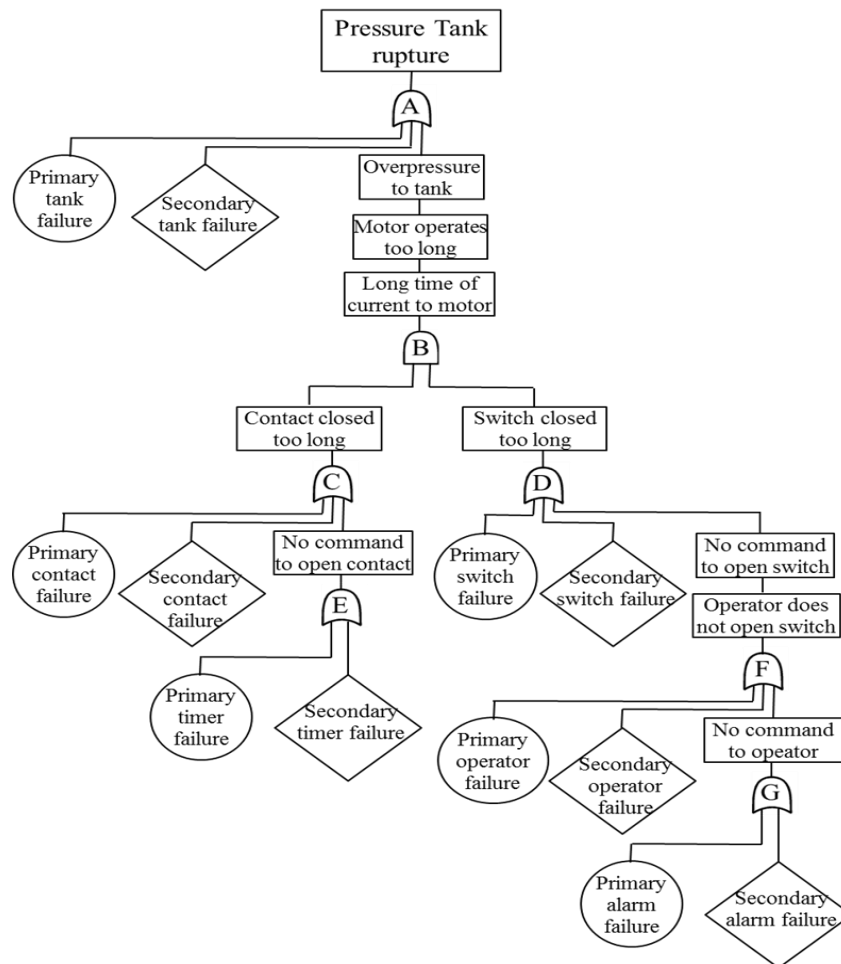 Pressure Tank
rupture
A
Primary
tank
failure
Secondary
tank failure
Overpressure
to tank
Motor operates
too long
Long time of
current to motor
B
Contact closed
too long
Switch closed
too long
C
D
Primary
contact
failure
Secondary
contact
failure
No command
to open contact
Primary
switch
failure
Secondary
switch failure
No command
to open switch
E
Operator does
not open switch
Primary
timer
failure
Secondary
timer failure
F
Primary
operator
failure
Secondary
operator
failure
No command
to opeator
G
Primary
alarm
failure
Secondary
alarm failure